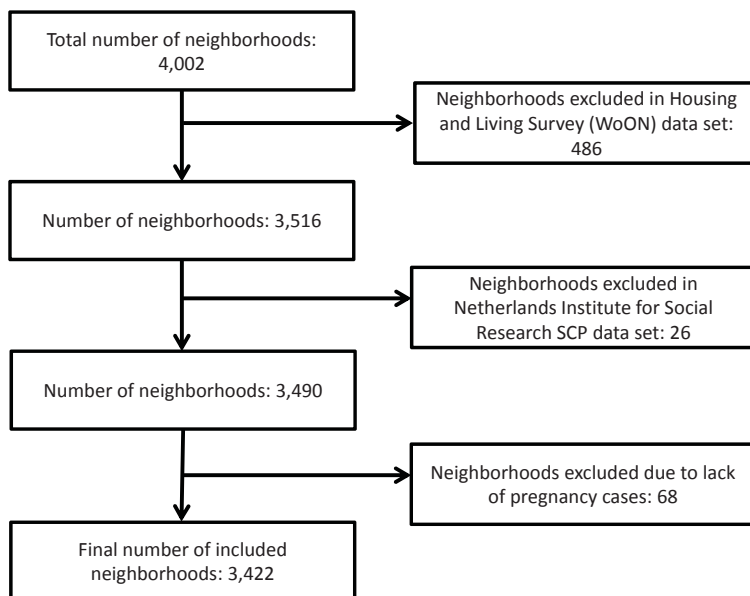 Total number of neighborhoods:
4,002
Neighborhoods excluded in Housing
and Living Survey (WoON) data set:
486
Number of neighborhoods: 3,516
Neighborhoods excluded in
Netherlands Institute for Social
Research SCP data set: 26
Number of neighborhoods: 3,490
Neighborhoods excluded due to lack
of pregnancy cases: 68
Final number of included
neighborhoods: 3,422